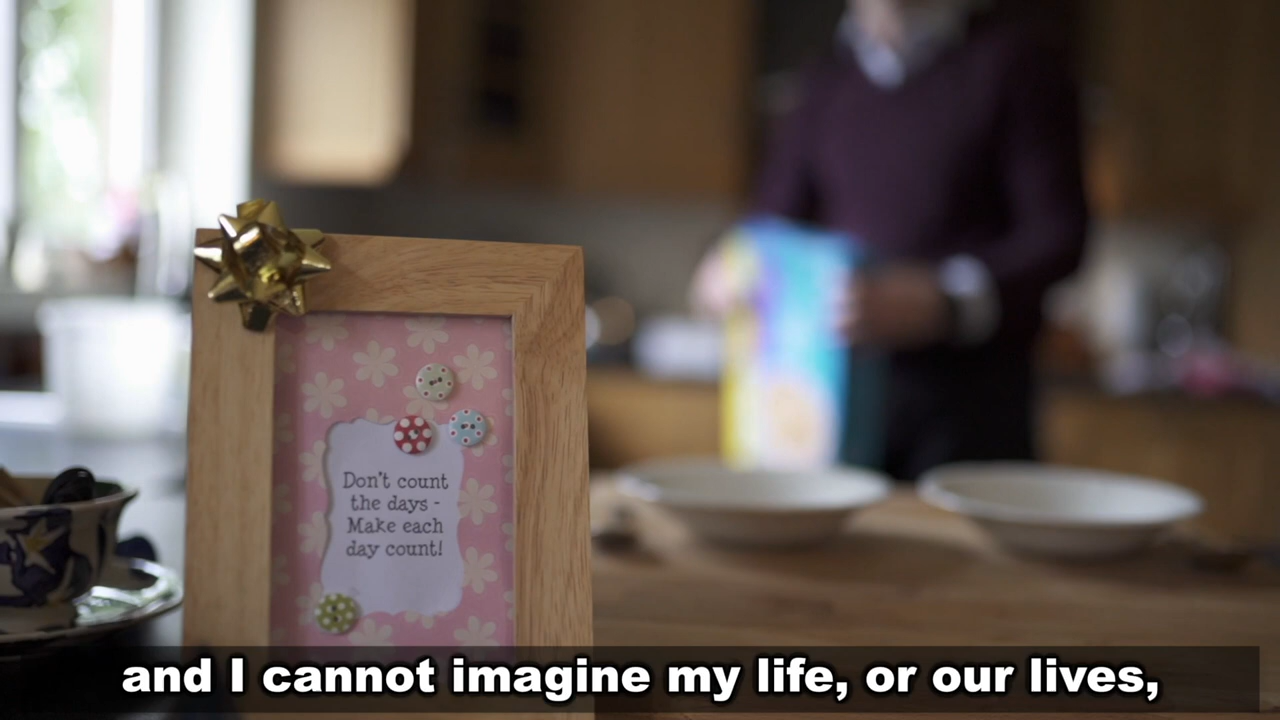 Don't count
the days -
Make each
day count!
and I cannot imagine my life, or our lives,